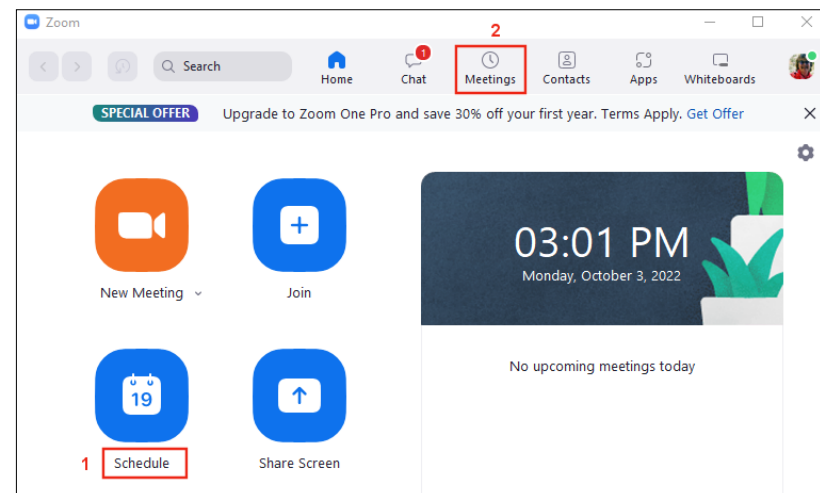 Zoom
2
Search
1
Home Chat Meetings Contacts Apps Whiteboards
SPECIAL OFFER Upgrade to Zoom One Pro and save 30% off your first year. Terms Apply. Get Offer
03:01 PM
Monday, October 3, 2022
New Meeting
Join
No upcoming meetings today
19
1 Schedule
Share Screen